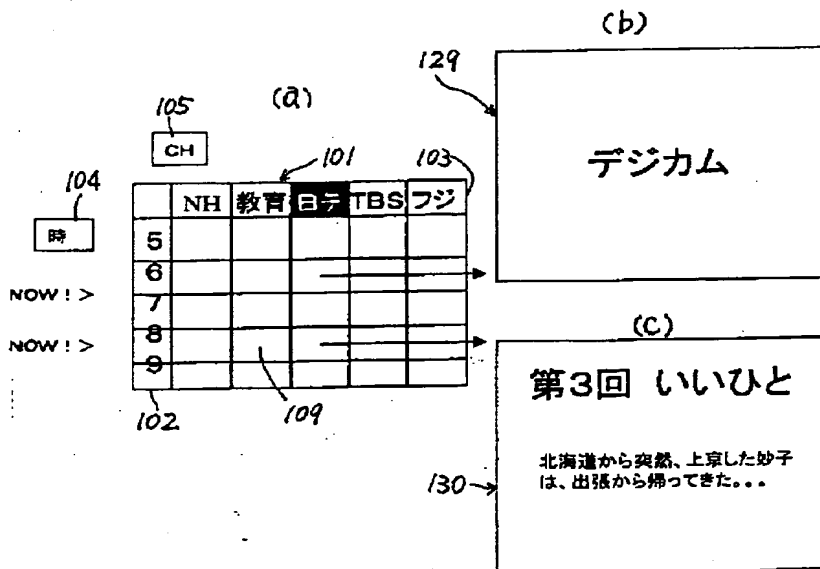 (a)
105
CH
101
103
104
時
NH 教育 日テ TBS フジ
5
6
NOW！>
7
8
NOW！>
9
102
109
(b)
129
デジカム
(c)
第3回 いいひと
北海道から突然、上京した妙子
は、出張から帰ってきた。。。
130